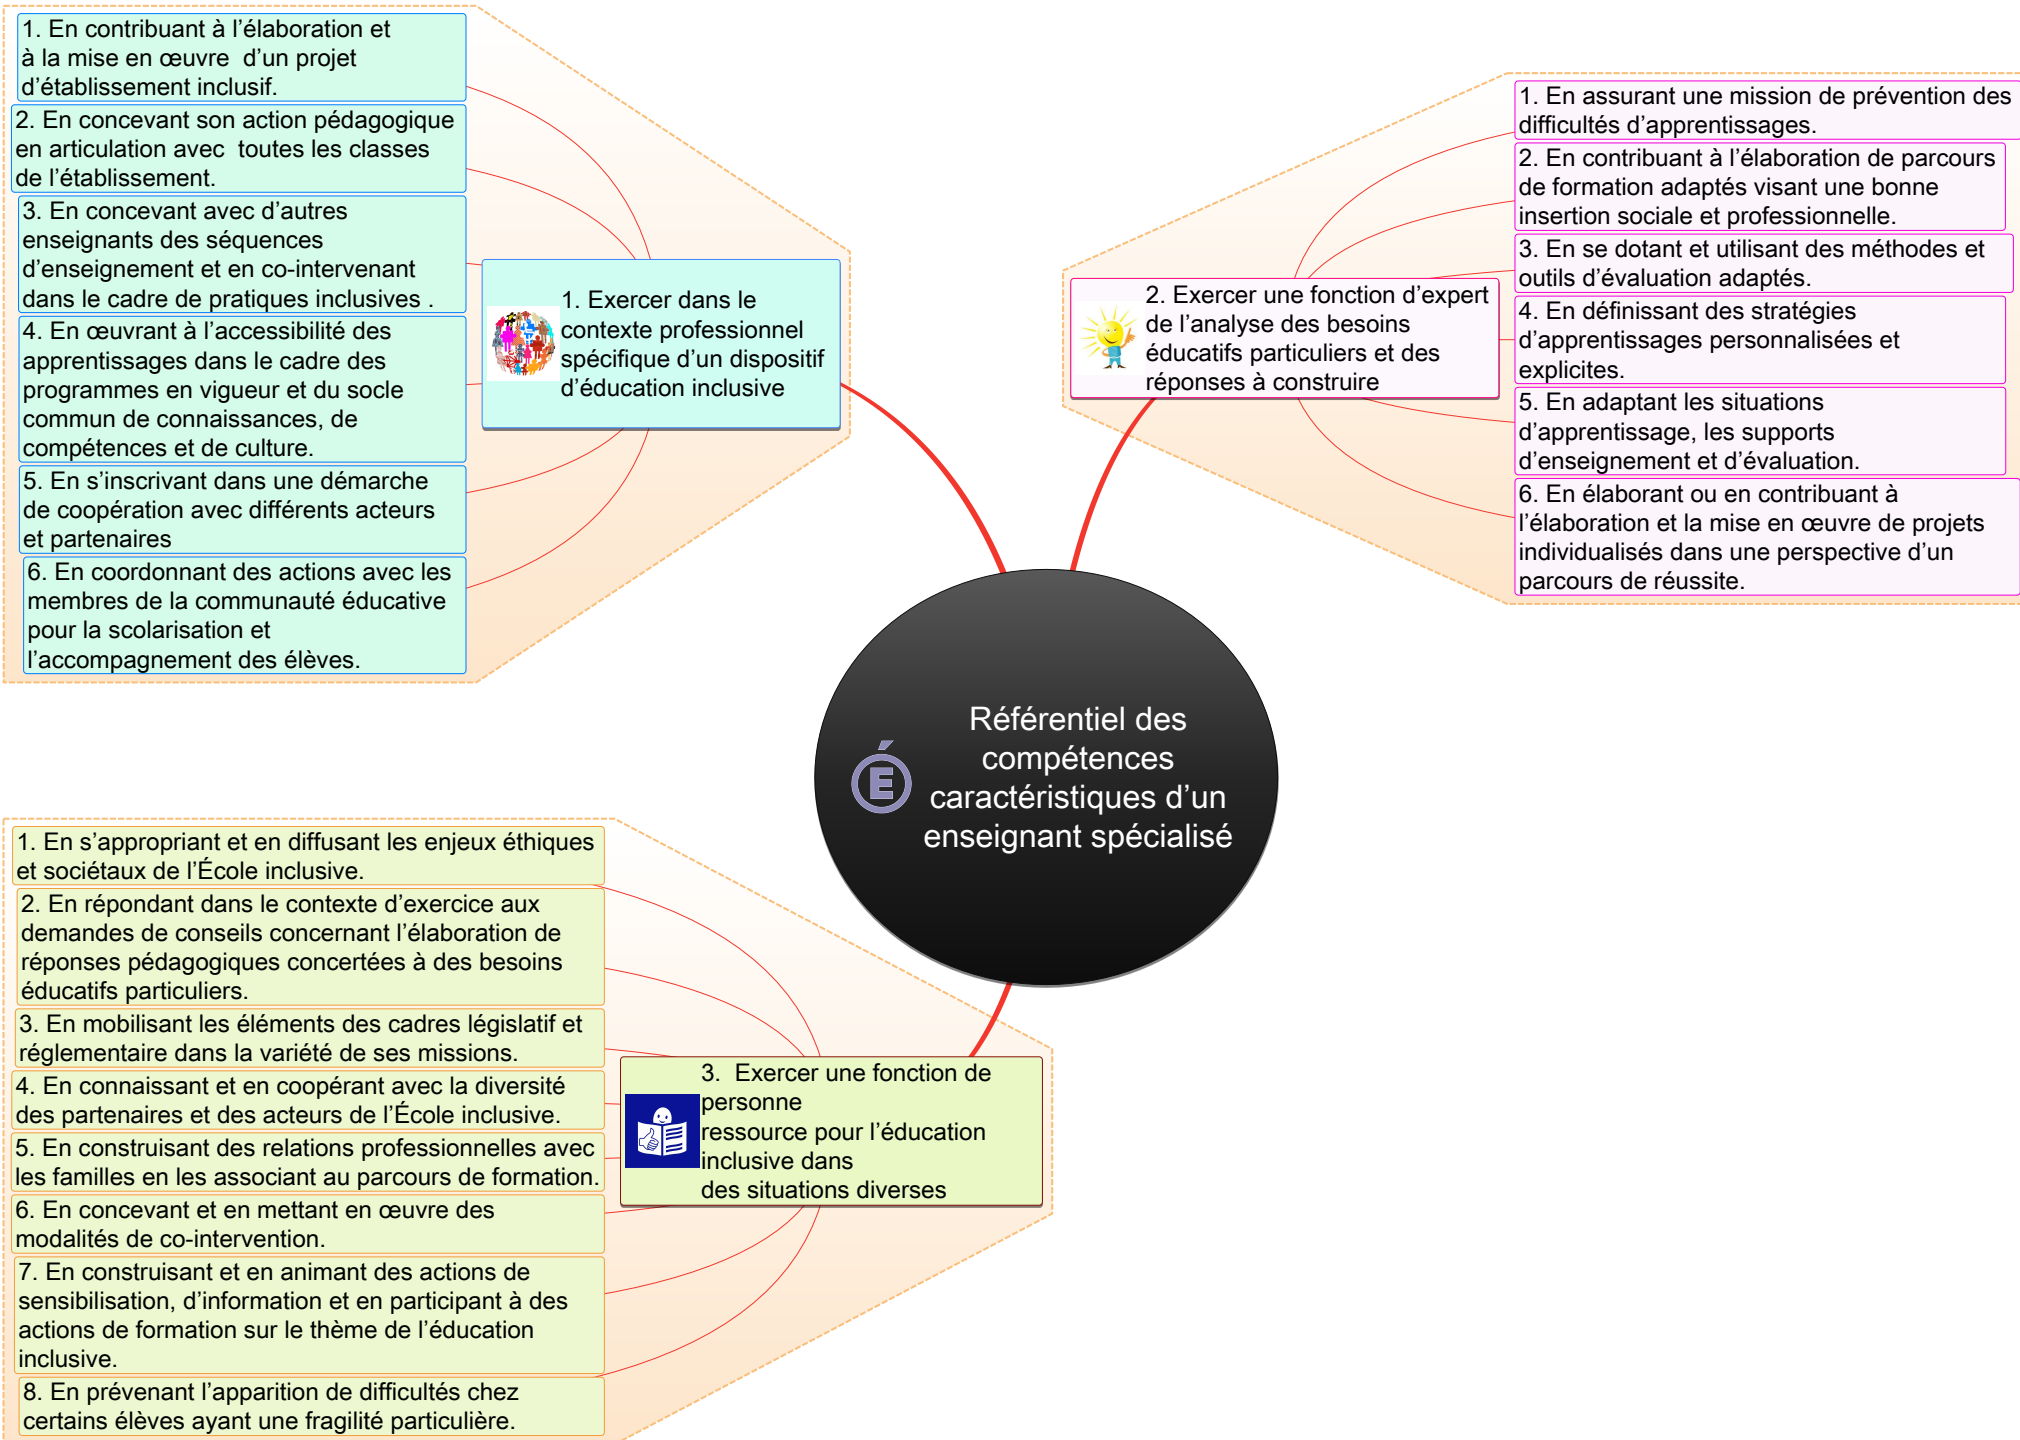 1. En contribuant à l’élaboration et
à la mise en œuvre  d’un projet
d’établissement inclusif.
2. En concevant son action pédagogique
en articulation avec  toutes les classes
de l’établissement.
3. En concevant avec d’autres
enseignants des séquences
d’enseignement et en co-intervenant
dans le cadre de pratiques inclusives .
4. En œuvrant à l’accessibilité des
apprentissages dans le cadre des
programmes en vigueur et du socle
commun de connaissances, de
compétences et de culture.
5. En s’inscrivant dans une démarche
de coopération avec différents acteurs
et partenaires
6. En coordonnant des actions avec les
membres de la communauté éducative
pour la scolarisation et
l’accompagnement des élèves.
1. Exercer dans le
contexte professionnel
spécifique d’un dispositif
d’éducation inclusive
2. Exercer une fonction d’expert
de l’analyse des besoins
éducatifs particuliers et des
réponses à construire
1. En assurant une mission de prévention des
difficultés d’apprentissages.
2. En contribuant à l’élaboration de parcours
de formation adaptés visant une bonne
insertion sociale et professionnelle.
3. En se dotant et utilisant des méthodes et
outils d’évaluation adaptés.
4. En définissant des stratégies
d’apprentissages personnalisées et
explicites.
5. En adaptant les situations
d’apprentissage, les supports
d’enseignement et d’évaluation.
6. En élaborant ou en contribuant à
l’élaboration et la mise en œuvre de projets
individualisés dans une perspective d’un
parcours de réussite.
É
Référentiel des
compétences
caractéristiques d’un
enseignant spécialisé
1. En s’appropriant et en diffusant les enjeux éthiques
et sociétaux de l’École inclusive.
2. En répondant dans le contexte d’exercice aux
demandes de conseils concernant l’élaboration de
réponses pédagogiques concertées à des besoins
éducatifs particuliers.
3. En mobilisant les éléments des cadres législatif et
réglementaire dans la variété de ses missions.
4. En connaissant et en coopérant avec la diversité
des partenaires et des acteurs de l’École inclusive.
5. En construisant des relations professionnelles avec
les familles en les associant au parcours de formation.
6. En concevant et en mettant en œuvre des
modalités de co-intervention.
7. En construisant et en animant des actions de
sensibilisation, d’information et en participant à des
actions de formation sur le thème de l’éducation
inclusive.
8. En prévenant l’apparition de difficultés chez
certains élèves ayant une fragilité particulière.
3.  Exercer une fonction de
personne
ressource pour l’éducation
inclusive dans
des situations diverses